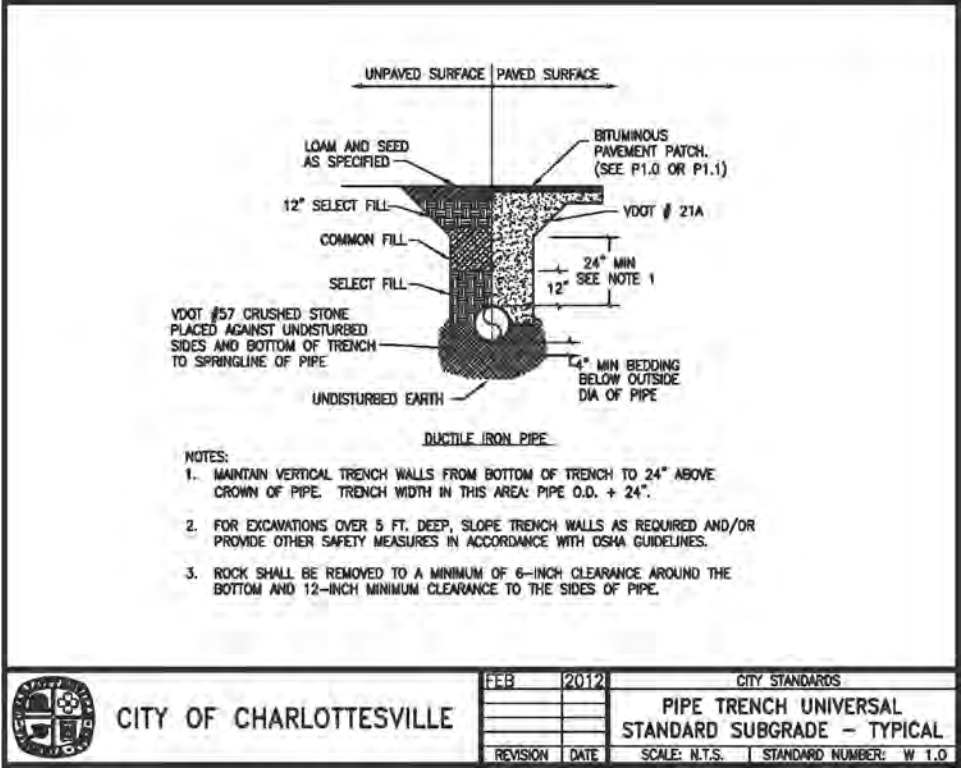 UNPAVED SURFACE | PAVED SURFACE
LOAM AND SEED
AS SPECIFIED
BITUMINOUS
PAVEMENT PATCH.
(SEE P1.0 OR P1.1)
12" SELECT FILL
VDOT # 21A
COMMON FILL
24" MIN
SEE NOTE 1
12"
SELECT FILL
VDOT #57 CRUSHED STONE
PLACED AGAINST UNDISTURBED
SIDES AND BOTTOM OF TRENCH
TO SPRINGLINE OF PIPE
4" MIN BEDDING
BELOW OUTSIDE
DIA OF PIPE
UNDISTURBED EARTH
DUCTILE IRON PIPE
NOTES:
1. MAINTAIN VERTICAL TRENCH WALLS FROM BOTTOM OF TRENCH TO 24" ABOVE
CROWN OF PIPE. TRENCH WIDTH IN THIS AREA: PIPE O.D. + 24".
2. FOR EXCAVATIONS OVER 5 FT. DEEP, SLOPE TRENCH WALLS AS REQUIRED AND/OR
PROVIDE OTHER SAFETY MEASURES IN ACCORDANCE WITH OSHA GUIDELINES.
3. ROCK SHALL BE REMOVED TO A MINIMUM OF 6-INCH CLEARANCE AROUND THE
BOTTOM AND 12-INCH MINIMUM CLEARANCE TO THE SIDES OF PIPE.
CITY OF CHARLOTTESVILLE
FEB 2012
REVISION DATE
CITY STANDARDS
PIPE TRENCH UNIVERSAL
STANDARD SUBGRADE - TYPICAL
SCALE: N.T.S. STANDARD NUMBER: W 1.0